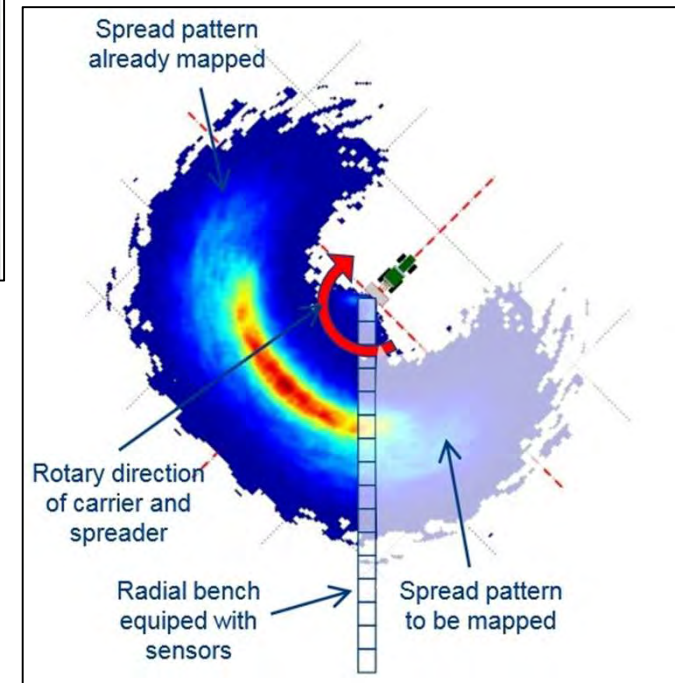 Spread pattern
already mapped
Rotary direction
of carrier and
spreader
Radial bench
equiped with
sensors
Spread pattern
to be mapped